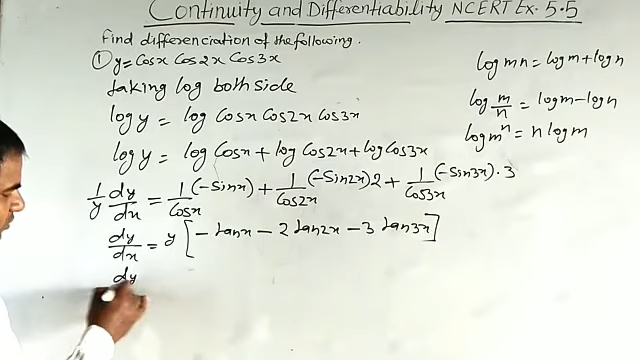 Continuity and Differentiability NCERT Ex. 5.5
Find differenciation of the following.
① y = Cosx Cos2x Cos3x
taking log both side
log y = log Cosx Cos2x Cos3x
log y = log Cosx + log Cos2x + log Cos3x
1/y dy/dx = 1/Cosx (-Sinx) + 1/Cos2x (-Sin2x) 2 + 1/Cos3x (-Sin3x) · 3
dy/dx = y [- tanx - 2 tan2x - 3 tan3x]
dy
log mn = log m + log n
log m/n = log m - log n
log mⁿ = n log m